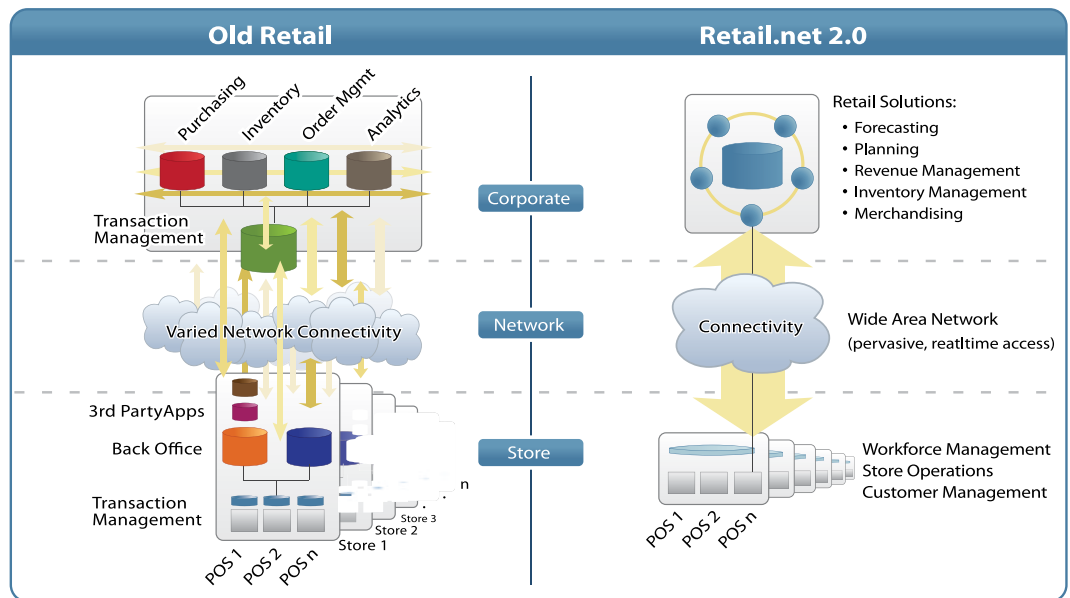 Old Retail
Retail.net 2.0
Purchasing
Inventory
Order Mgmt
Analytics
Transaction
Management
Corporate
Retail Solutions:
• Forecasting
• Planning
• Revenue Management
• Inventory Management
• Merchandising
Varied Network Connectivity
Network
Connectivity
Wide Area Network
(pervasive, realtlime access)
3rd PartyApps
Back Office
Transaction
Management
Store
Workforce Management
Store Operations
Customer Management
n
Store 3
Store 2
Store 1
POS 1
POS 2
POS n
POS 1
POS 2
POS n